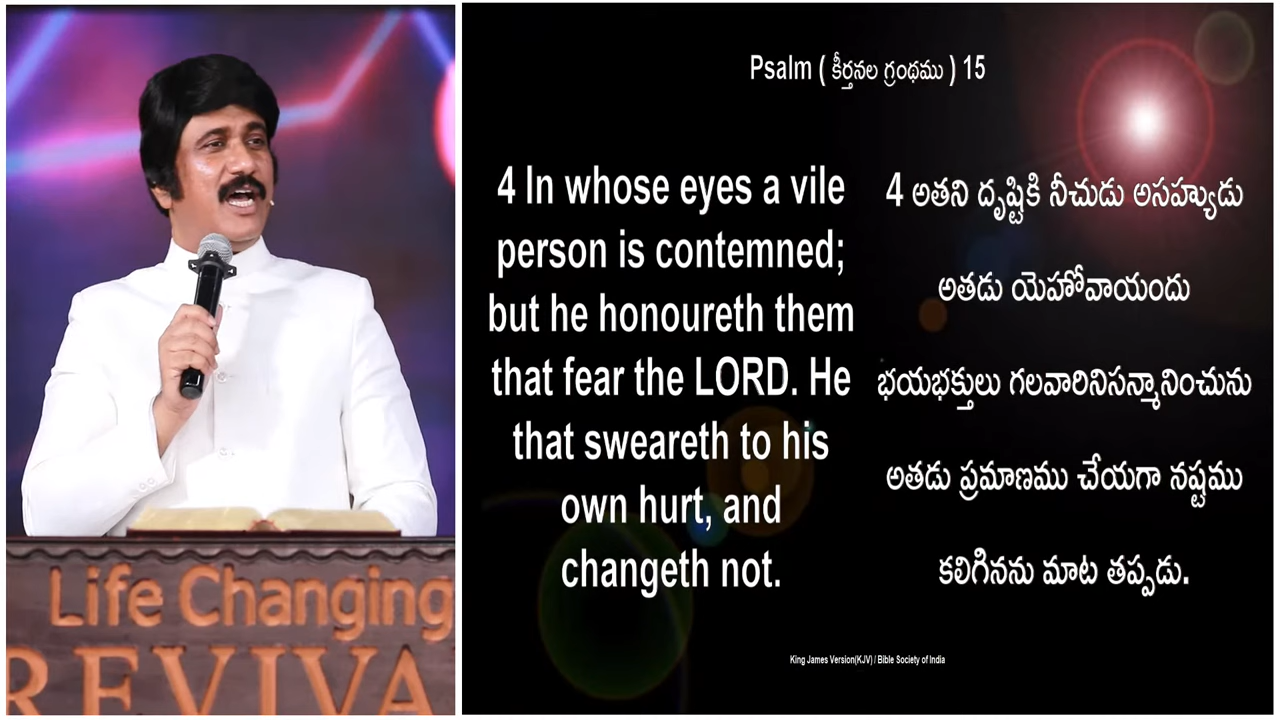 Life Changing
REVIVA
Psalm ( కీర్తనల గ్రంథము ) 15
4 In whose eyes a vile
person is contemned;
but he honoureth them
that fear the LORD. He
that sweareth to his
own hurt, and
changeth not.
4 అతని దృష్టికి నీచుడు అసహ్యుడు
అతడు యెహోవాయందు
భయభక్తులు గలవారినిసన్మానించును
అతడు ప్రమాణము చేయగా నష్టము
కలిగినను మాట తప్పడు.
King James Version(KJV) / Bible Society of India